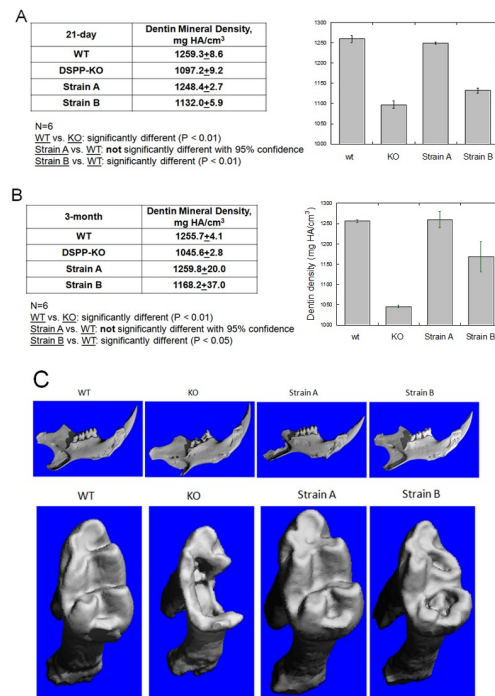 A
21-day
Dentin Mineral Density,
mg HA/cm³
WT
1259.3±8.6
DSPP-KO
1097.2±9.2
Strain A
1248.4±2.7
Strain B
1132.0±5.9
N=6
WT vs. KO: significantly different (P < 0.01)
Strain A vs. WT: not significantly different with 95% confidence
Strain B vs. WT: significantly different (P < 0.01)
1300
1250
1200
1150
1100
1050
1000
wt
KO
Strain A
Strain B
B
3-month
Dentin Mineral Density,
mg HA/cm³
WT
1255.7±4.1
DSPP-KO
1045.6±2.8
Strain A
1259.8±20.0
Strain B
1168.2±37.0
N=6
WT vs. KO: significantly different (P < 0.01)
Strain A vs. WT: not significantly different with 95% confidence
Strain B vs. WT: significantly different (P < 0.05)
Dentin density (mg HA/cm³)
1300
1250
1200
1150
1100
1050
1000
wt
KO
Strain A
Strain B
C
WT
KO
Strain A
Strain B
WT
KO
Strain A
Strain B